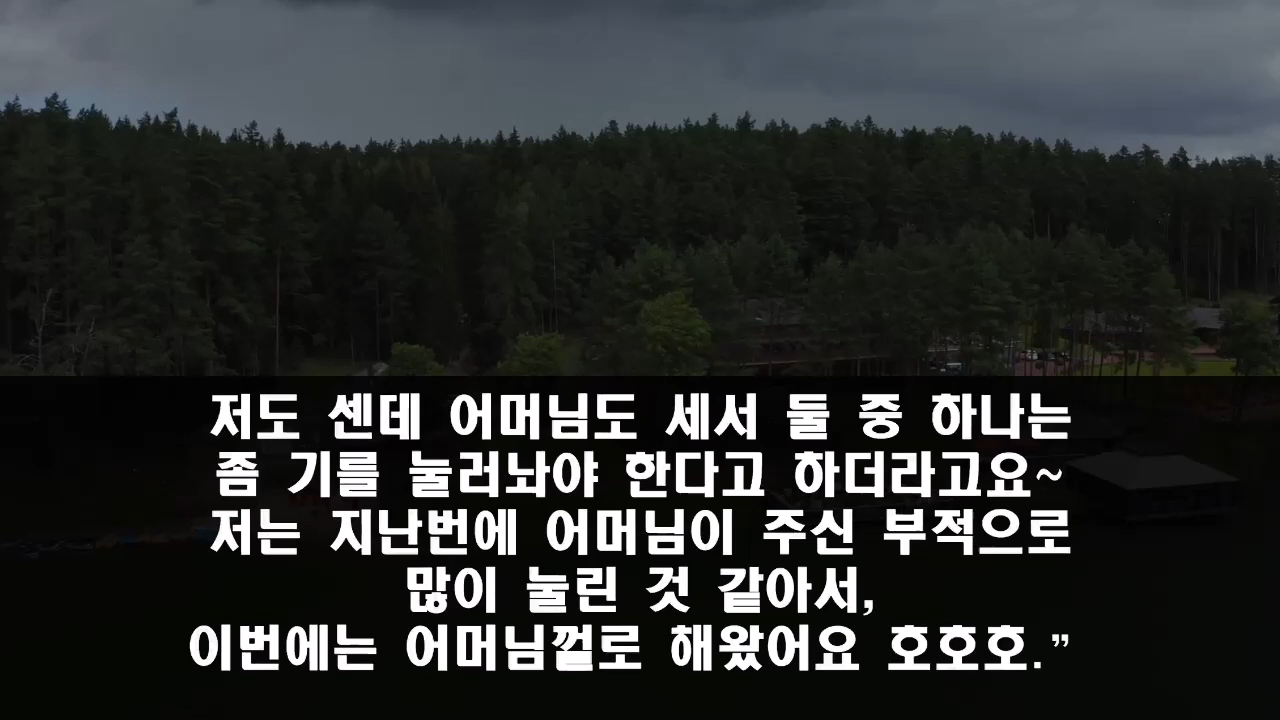 저도 센데 어머님도 세서 둘 중 하나는
좀 기를 눌러놔야 한다고 하더라고요~
저는 지난번에 어머님이 주신 부적으로
많이 눌린 것 같아서,
이번에는 어머님껄로 해왔어요 호호호.”